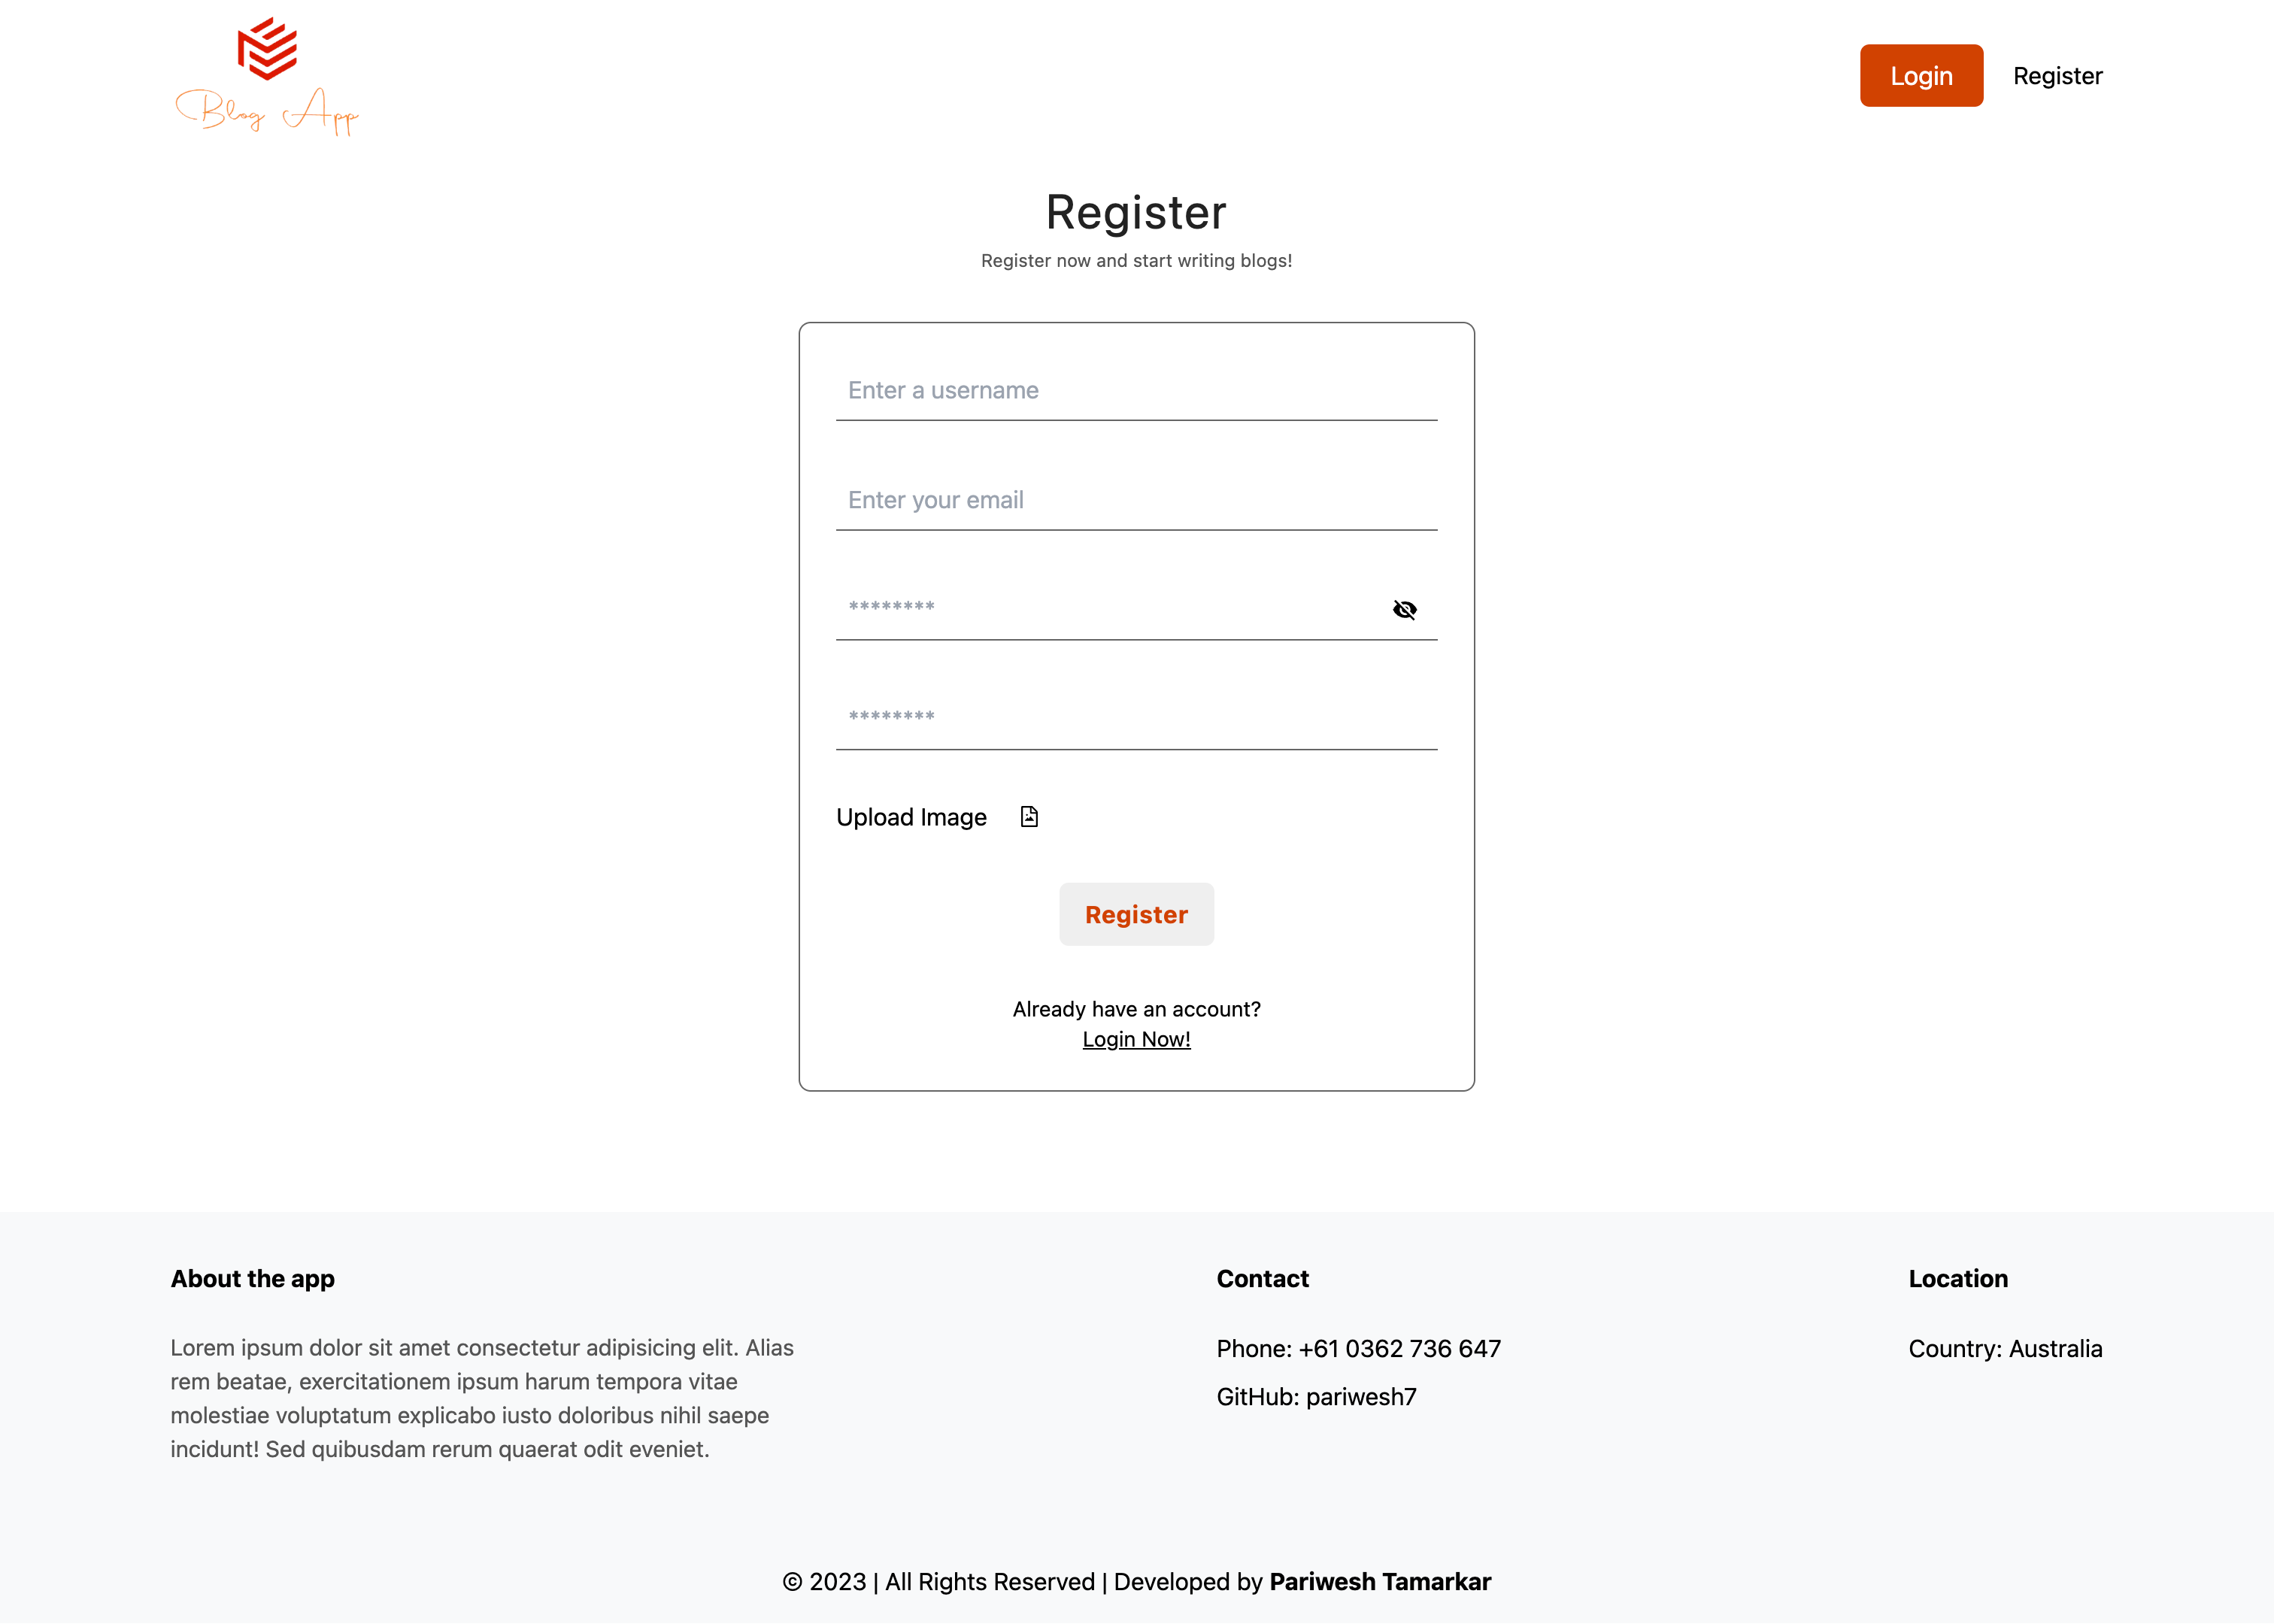 Blog App
Login
Register
Register
Register now and start writing blogs!
Enter a username
Enter your email
********
********
Upload Image
Register
Already have an account?
Login Now!
About the app
Lorem ipsum dolor sit amet consectetur adipisicing elit. Alias
rem beatae, exercitationem ipsum harum tempora vitae
molestiae voluptatum explicabo iusto doloribus nihil saepe
incidunt! Sed quibusdam rerum quaerat odit eveniet.
Contact
Phone: +61 0362 736 647
GitHub: pariwesh7
Location
Country: Australia
© 2023 | All Rights Reserved | Developed by Pariwesh Tamarkar